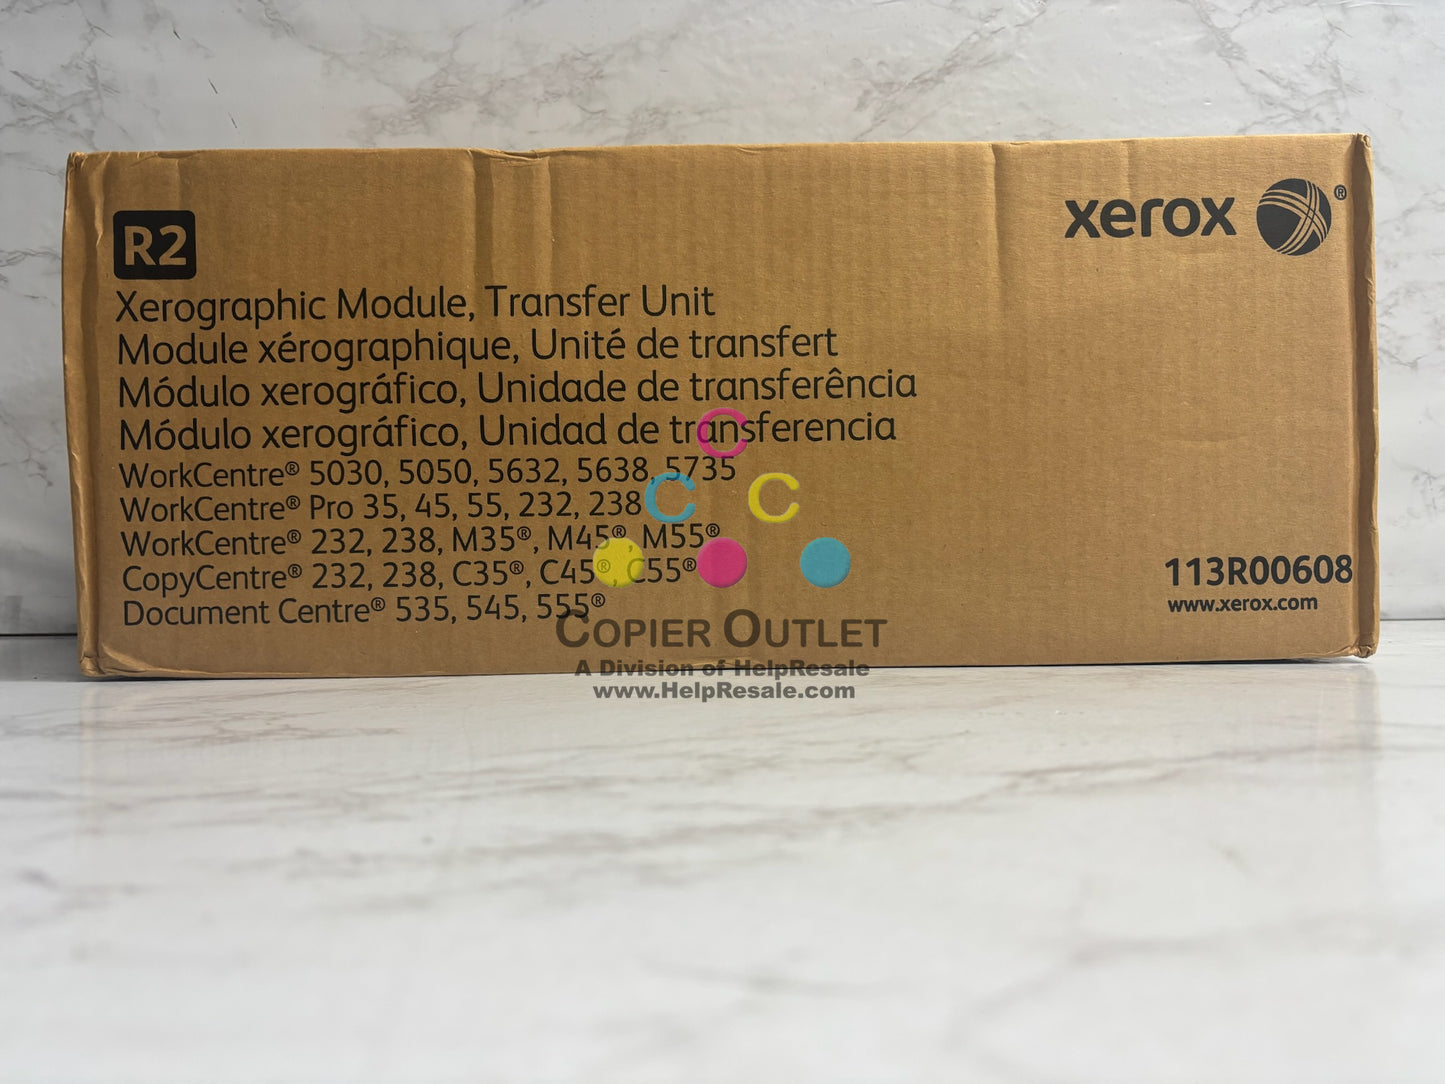 R2
xerox ®
Xerographic Module, Transfer Unit
Module xérographique, Unité de transfert
Módulo xerográfico, Unidade de transferência
Módulo xerográfico, Unidad de transferencia
WorkCentre® 5030, 5050, 5632, 5638, 5735
WorkCentre® Pro 35, 45, 55, 232, 238
WorkCentre® 232, 238, M35®, M45®, M55®
CopyCentre® 232, 238, C35®, C45®, C55®
Document Centre® 535, 545, 555®
113R00608
www.xerox.com
C
C C
COPIER OUTLET
A Division of HelpResale
www.HelpResale.com